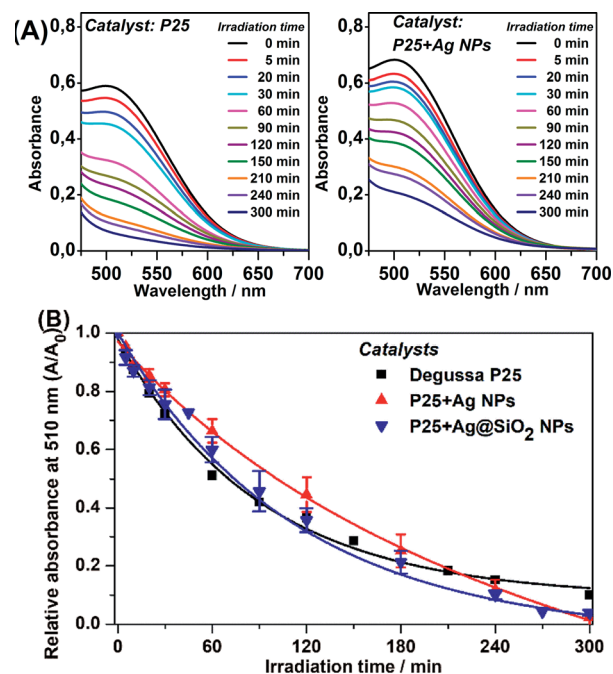 (A)
Catalyst: P25
Irradiation time
0 min
5 min
20 min
30 min
60 min
90 min
120 min
150 min
210 min
240 min
300 min
0,8
0,6
0,4
0,2
0,0
Absorbance
500 550 600 650 700
Wavelength / nm
Catalyst:
P25+Ag NPs
Irradiation time
0 min
5 min
20 min
30 min
60 min
90 min
120 min
150 min
210 min
240 min
300 min
0,8
0,6
0,4
0,2
0,0
Absorbance
500 550 600 650 700
Wavelength / nm
(B)
Relative absorbance at 510 nm (A/A0)
1.0
0.8
0.6
0.4
0.2
0.0
Catalysts
Degussa P25
P25+Ag NPs
P25+Ag@SiO2 NPs
0 60 120 180 240 300
Irradiation time / min